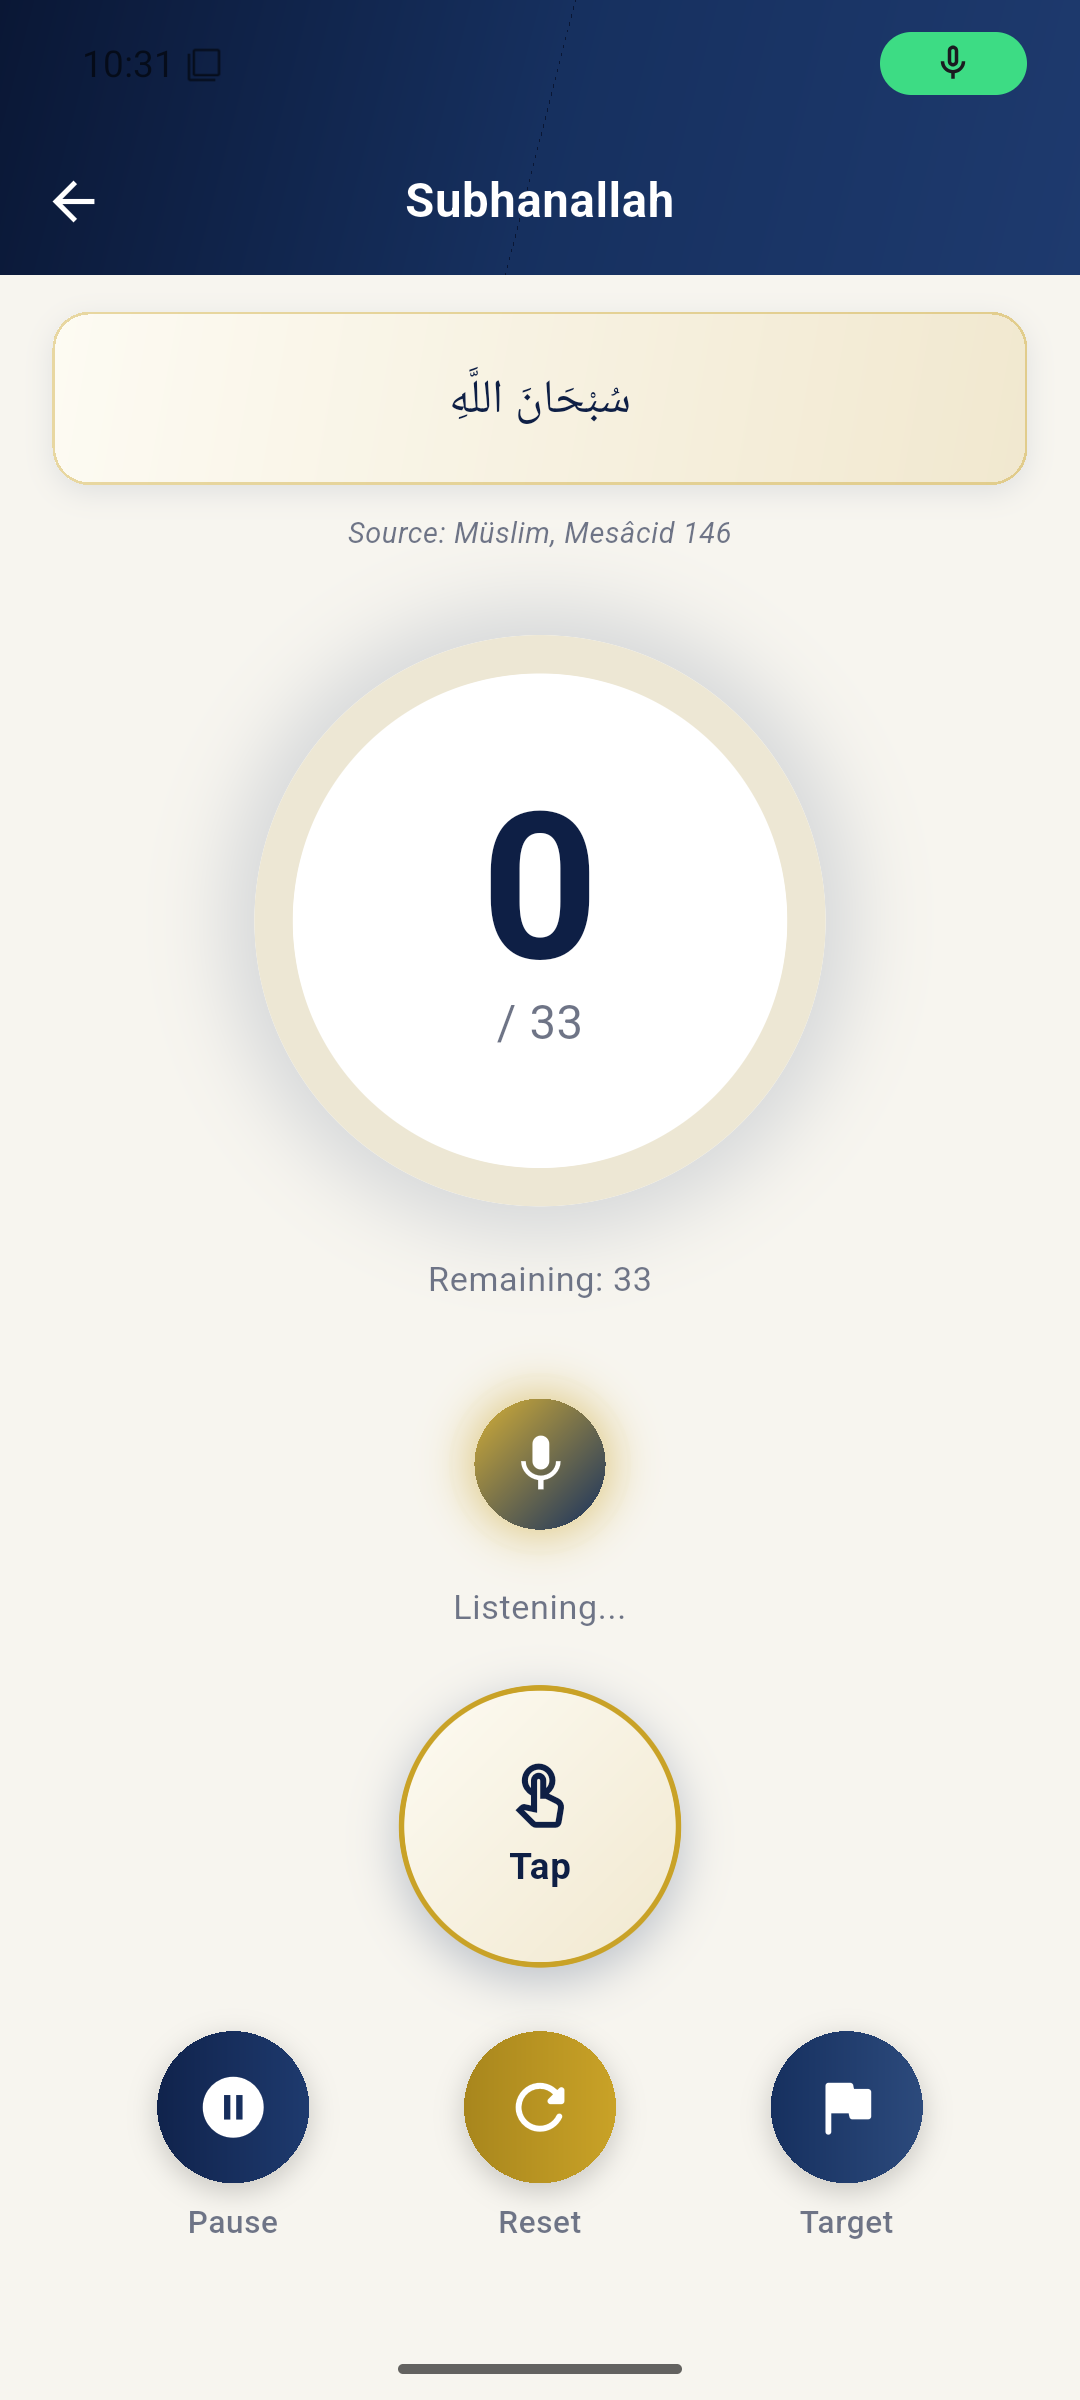 10:31
Subhanallah
سُبْحَانَ اللَّهِ
Source: Müslim, Mesâcid 146
0
/ 33
Remaining: 33
Listening...
Tap
Pause
Reset
Target